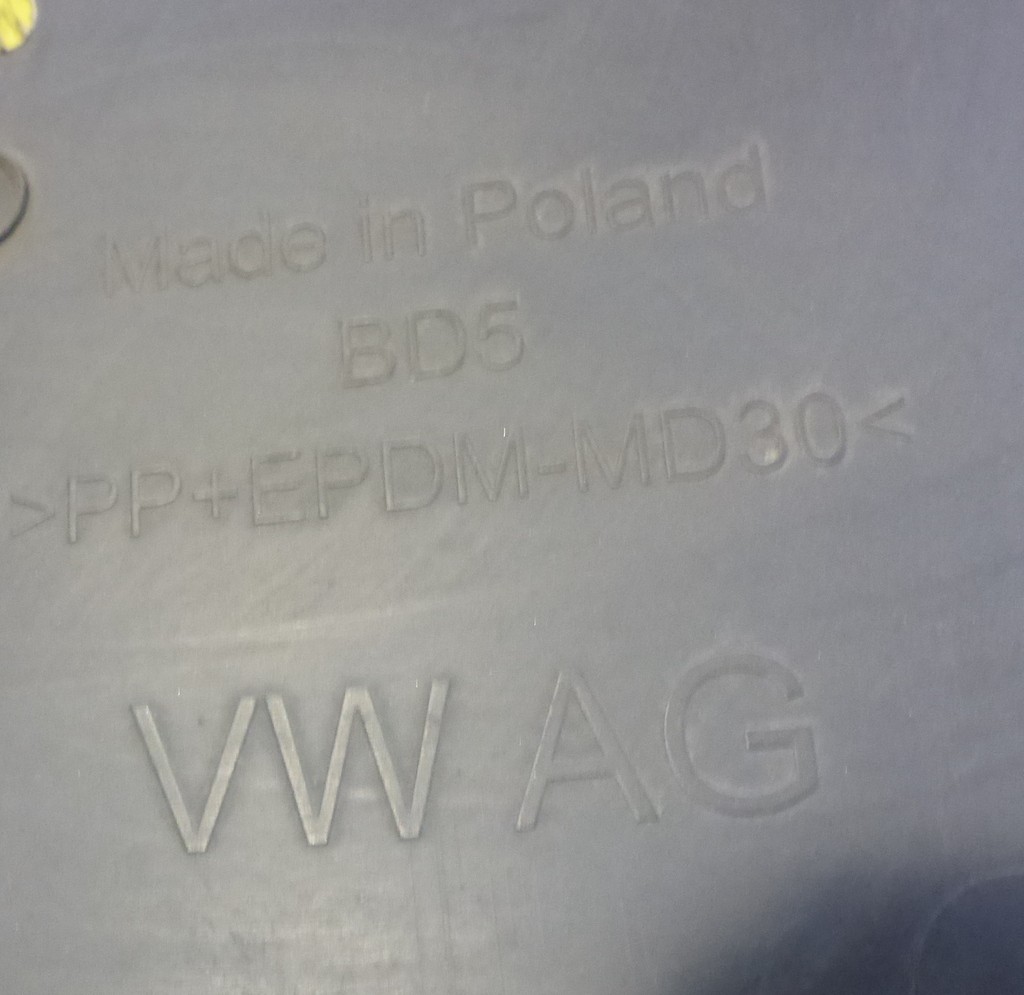 Made in Poland
BD5
>PP+EPDM-MD30<
VW AG